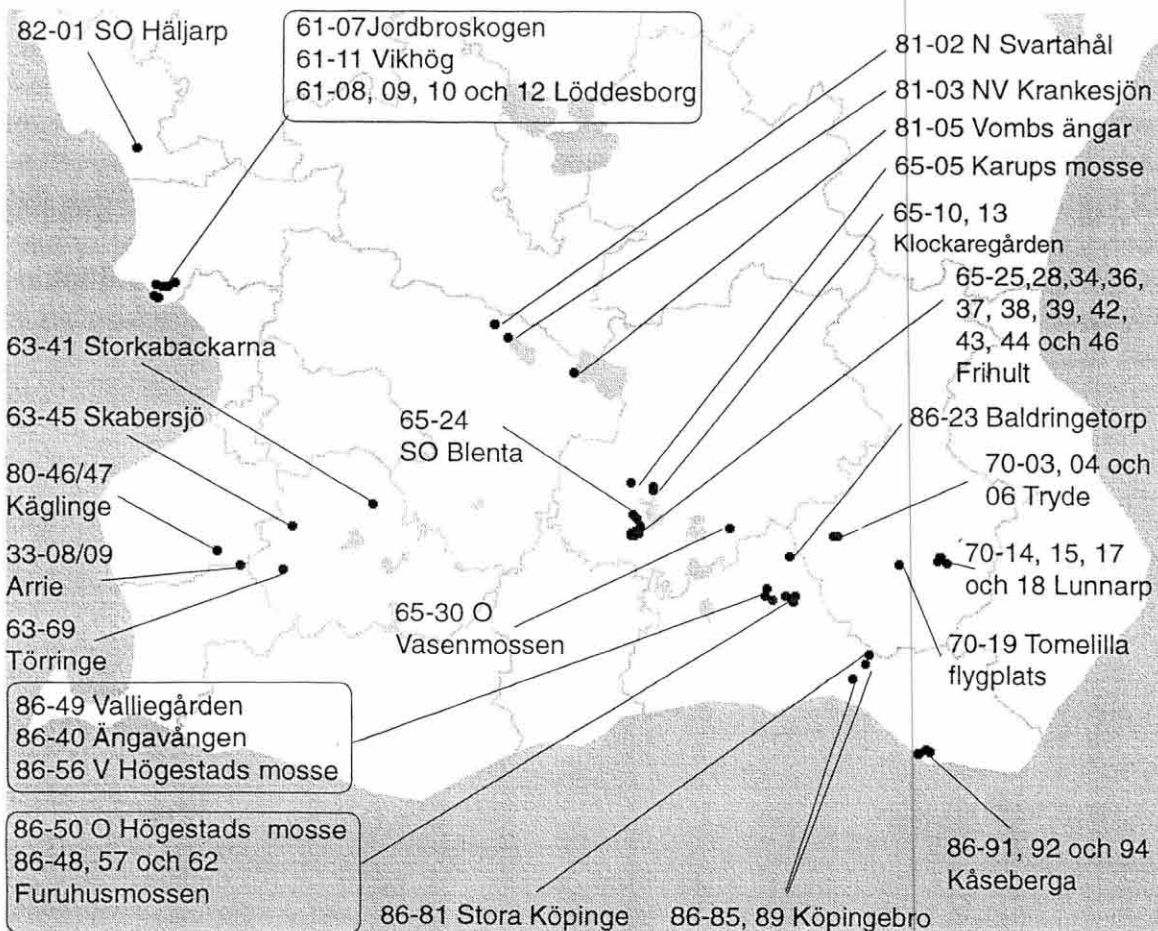 82-01 SO Häljarp
61-07Jordbroskogen
61-11 Vikhög
61-08, 09, 10 och 12 Löddesborg
81-02 N Svartahål
81-03 NV Krankesjön
81-05 Vombs ängar
65-05 Karups mosse
65-10, 13
Klockaregården
65-25,28,34,36,
37, 38, 39, 42,
43, 44 och 46
Frihult
63-41 Storkabackarna
63-45 Skabersjö
80-46/47
Käglinge
33-08/09
Arrie
63-69
Törringe
65-24
SO Blenta
65-30 O
Vasenmossen
86-23 Baldringetorp
70-03, 04 och
06 Tryde
70-14, 15, 17
och 18 Lunnarp
70-19 Tomelilla
flygplats
86-49 Valliegården
86-40 Ängavången
86-56 V Högestads mosse
86-50 O Högestads mosse
86-48, 57 och 62
Furuhusmossen
86-81 Stora Köpinge
86-85, 89 Köpingebro
86-91, 92 och 94
Kåseberga